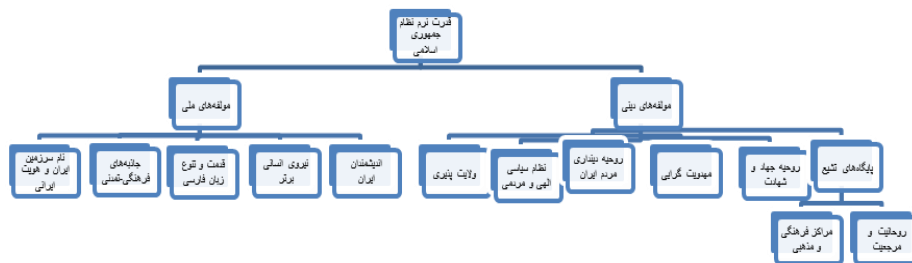 قدرت نرم نظام
جمهوری
اسلامی
مولفه‌های دینی
مولفه‌های ملی
پایگاه‌های تشیع
روحیه جهاد و
شهادت
مهدویت گرایی
روحیه دینداری
مردم ایران
نظام سیاسی
الهی و مردمی
ولایت پذیری
اندیشمندان
ایران
نیروی انسانی
برتر
قدمت و تنوع
زبان فارسی
جاذبه‌های
فرهنگی-تمدنی
نام سرزمین
ایران و هویت
ایرانی
روحانیت و
مرجعیت
مراکز فرهنگی
و مذهبی